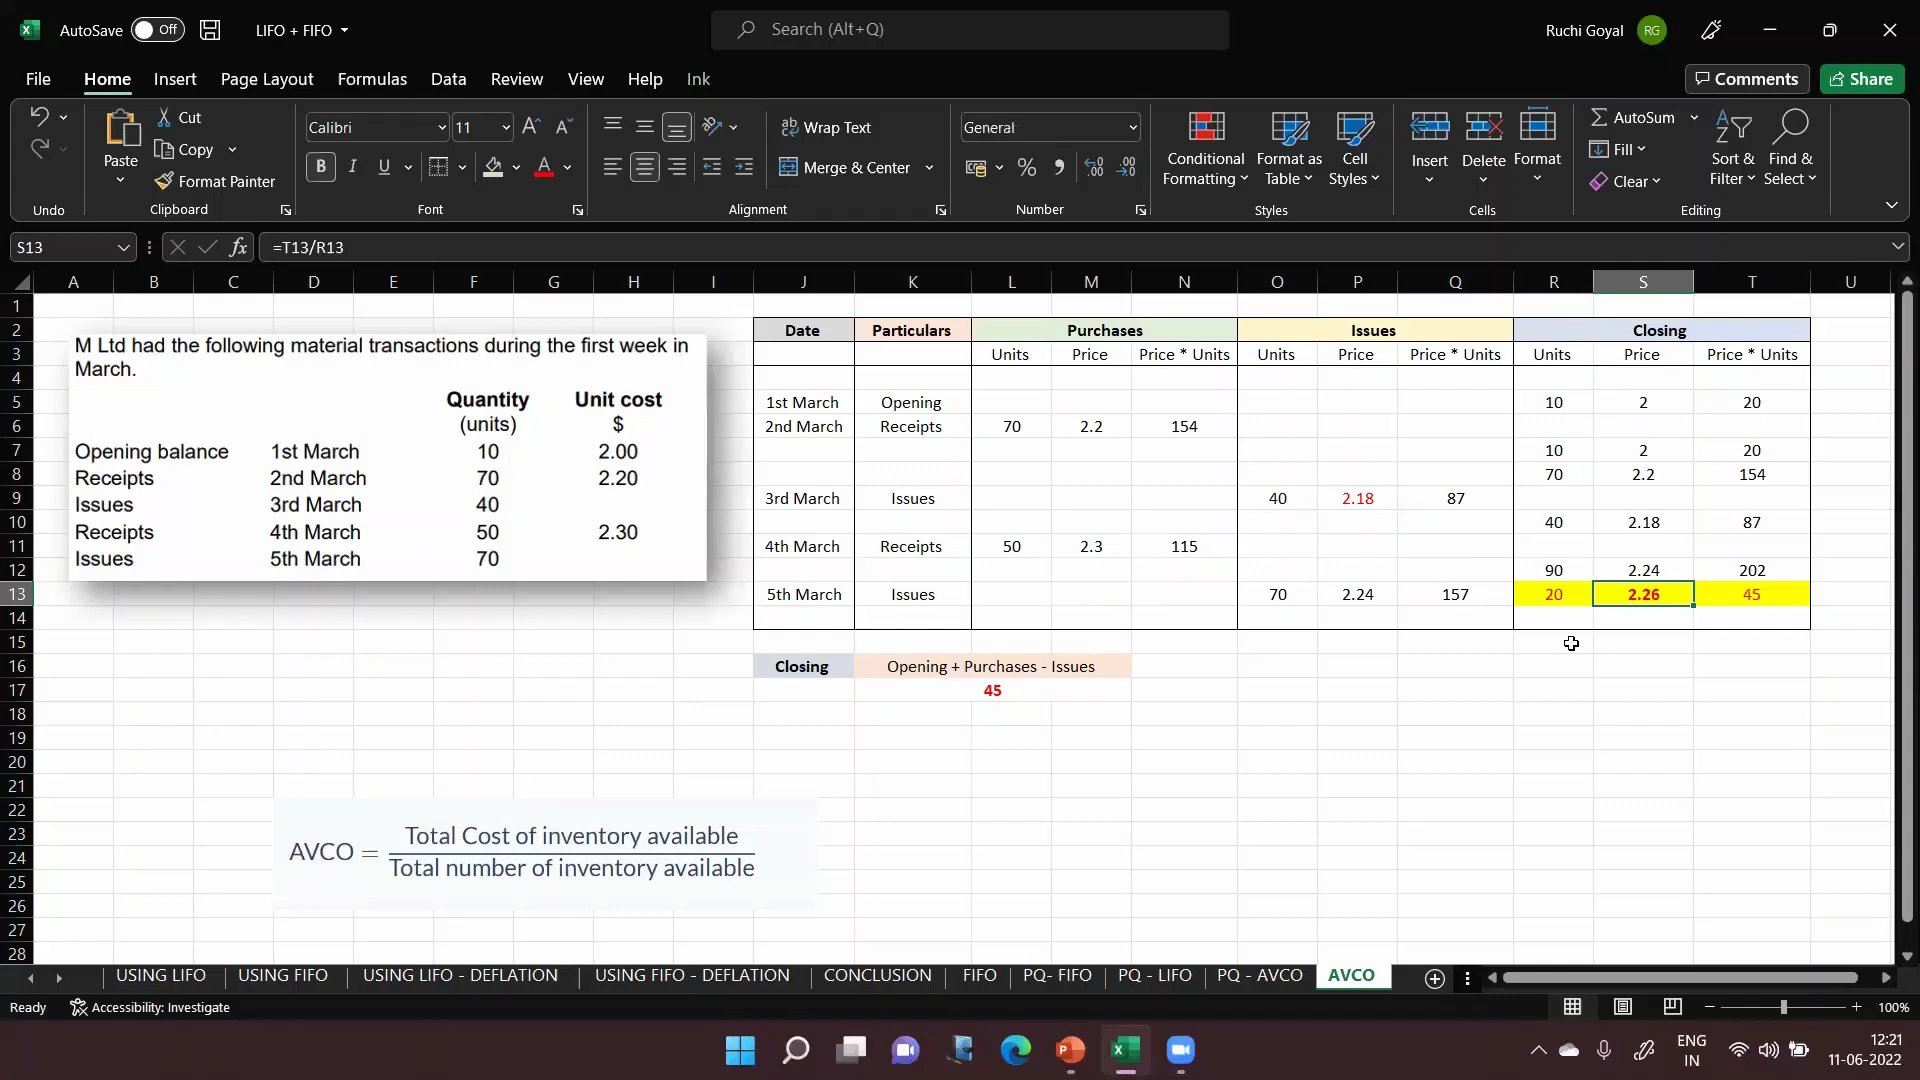 AutoSave Off LIFO + FIFO Search (Alt+Q) Ruchi Goyal RG
File Home Insert Page Layout Formulas Data Review View Help Ink Comments Share
Cut Calibri 11 Wrap Text General AutoSum
Copy Fill
Paste Format Painter B I U A Merge & Center Conditional Formatting Format as Table Cell Styles Insert Delete Format Clear Sort & Filter Find & Select
Undo Clipboard Font Alignment Number Styles Cells Editing
S13 fx =T13/R13
A B C D E F G H I J K L M N O P Q R S T U
1
2 Date Particulars Purchases Issues Closing
3 Units Price Price * Units Units Price Price * Units Units Price Price * Units
4
5 1st March Opening 10 2 20
6 2nd March Receipts 70 2.2 154
7 10 2 20
8 70 2.2 154
9 3rd March Issues 40 2.18 87
10 40 2.18 87
11 4th March Receipts 50 2.3 115
12 90 2.24 202
13 5th March Issues 70 2.24 157 20 2.26 45
14
15
16 Closing Opening + Purchases - Issues
17 45
18
19
20
21
22
23
24
25
26
27
28
M Ltd had the following material transactions during the first week in
March.
Quantity Unit cost
(units) $
Opening balance 1st March 10 2.00
Receipts 2nd March 70 2.20
Issues 3rd March 40
Receipts 4th March 50 2.30
Issues 5th March 70
AVCO = Total Cost of inventory available
Total number of inventory available
USING LIFO USING FIFO USING LIFO - DEFLATION USING FIFO - DEFLATION CONCLUSION FIFO PQ- FIFO PQ - LIFO PQ - AVCO AVCO
Ready Accessibility: Investigate 100%
ENG 12:21
IN 11-06-2022